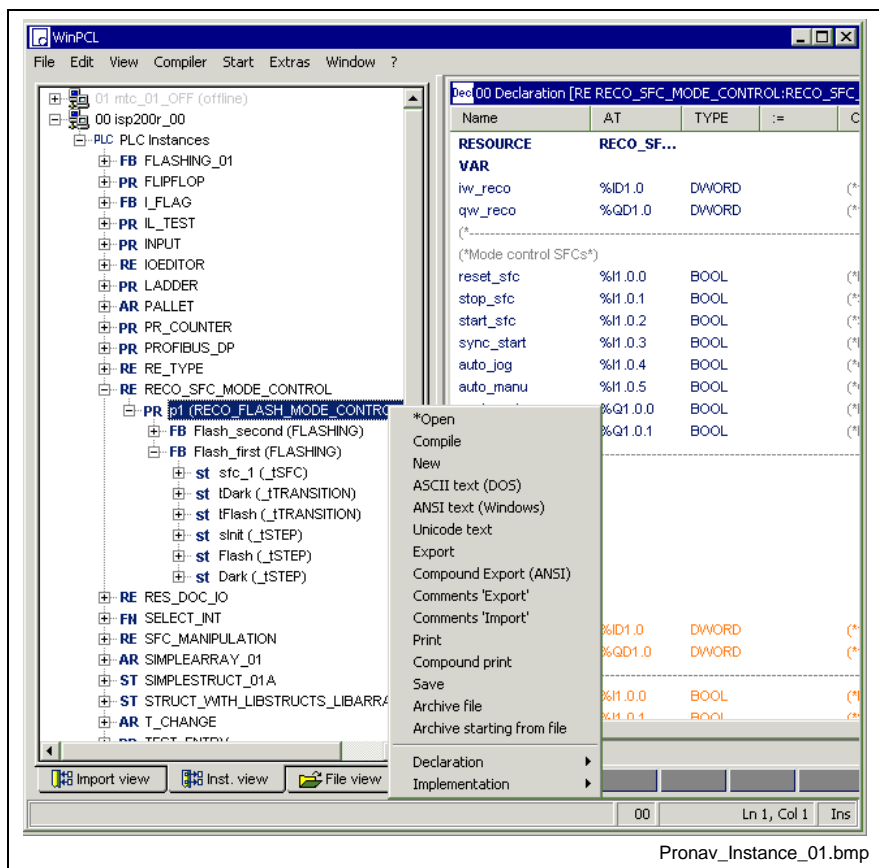 WinPCL
File Edit View Compiler Start Extras Window ?
01 mtc_01_OFF (offline)
00 isp200r_00
PLC PLC Instances
FB FLASHING_01
PR FLIPFLOP
FB I_FLAG
PR IL_TEST
PR INPUT
RE IOEDITOR
PR LADDER
AR PALLET
PR PR_COUNTER
PR PROFIBUS_DP
RE RE_TYPE
RE RECO_SFC_MODE_CONTROL
PR p1 (RECO_FLASH_MODE_CONTRO
FB Flash_second (FLASHING)
FB Flash_first (FLASHING)
st sfc_1 (_tSFC)
st tDark (_tTRANSITION)
st tFlash (_tTRANSITION)
st sInit (_tSTEP)
st Flash (_tSTEP)
st Dark (_tSTEP)
RE RES_DOC_IO
FN SELECT_INT
RE SFC_MANIPULATION
AR SIMPLEARRAY_01
ST SIMPLESTRUCT_01A
ST STRUCT_WITH_LIBSTRUCTS_LIBARRA
AR T_CHANGE
PR TEST_ENTRY
Import view Inst. view File view
Decl 00 Declaration [RE RECO_SFC_MODE_CONTROL:RECO_SFC_
Name AT TYPE := C
RESOURCE RECO_SF...
VAR
iw_reco %ID1.0 DWORD (*
qw_reco %QD1.0 DWORD (*
(*
(*Mode control SFCs*)
reset_sfc %I1.0.0 BOOL (*
stop_sfc %I1.0.1 BOOL (*
start_sfc %I1.0.2 BOOL (*
sync_start %I1.0.3 BOOL (*
auto_jog %I1.0.4 BOOL (*
auto_manu %I1.0.5 BOOL (*
%Q1.0.0 BOOL (*
%Q1.0.1 BOOL (*
%ID1.0 DWORD (*
%QD1.0 DWORD (*
%I1.0.0 BOOL (*
%I1.0.1 BOOL (*
*Open
Compile
New
ASCII text (DOS)
ANSI text (Windows)
Unicode text
Export
Compound Export (ANSI)
Comments 'Export'
Comments 'Import'
Print
Compound print
Save
Archive file
Archive starting from file
Declaration
Implementation
00 Ln 1, Col 1 Ins
Pronav_Instance_01.bmp